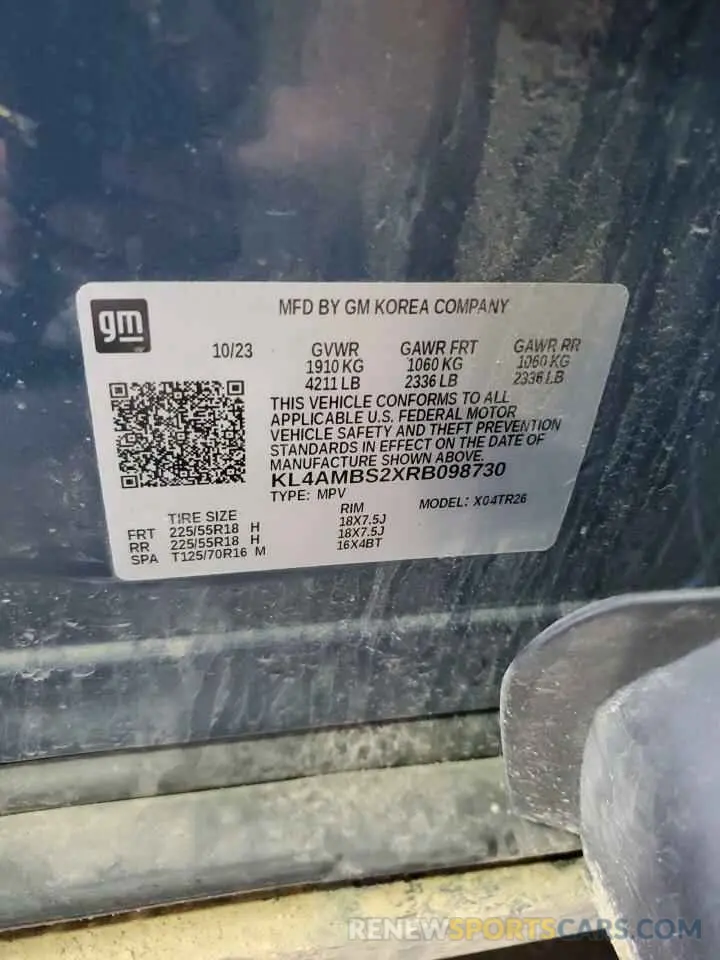 gm
MFD BY GM KOREA COMPANY
10/23 GVWR GAWR FRT GAWR RR
1910 KG 1060 KG 1060 KG
4211 LB 2336 LB 2336 LB
THIS VEHICLE CONFORMS TO ALL
APPLICABLE U.S. FEDERAL MOTOR
VEHICLE SAFETY AND THEFT PREVENTION
STANDARDS IN EFFECT ON THE DATE OF
MANUFACTURE SHOWN ABOVE.
KL4AMBS2XRB098730
TYPE: MPV MODEL: X04TR26
TIRE SIZE RIM
FRT 225/55R18 H 18X7.5J
RR 225/55R18 H 18X7.5J
SPA T125/70R16 M 16X4BT
RENEWSPORTSCARS.COM